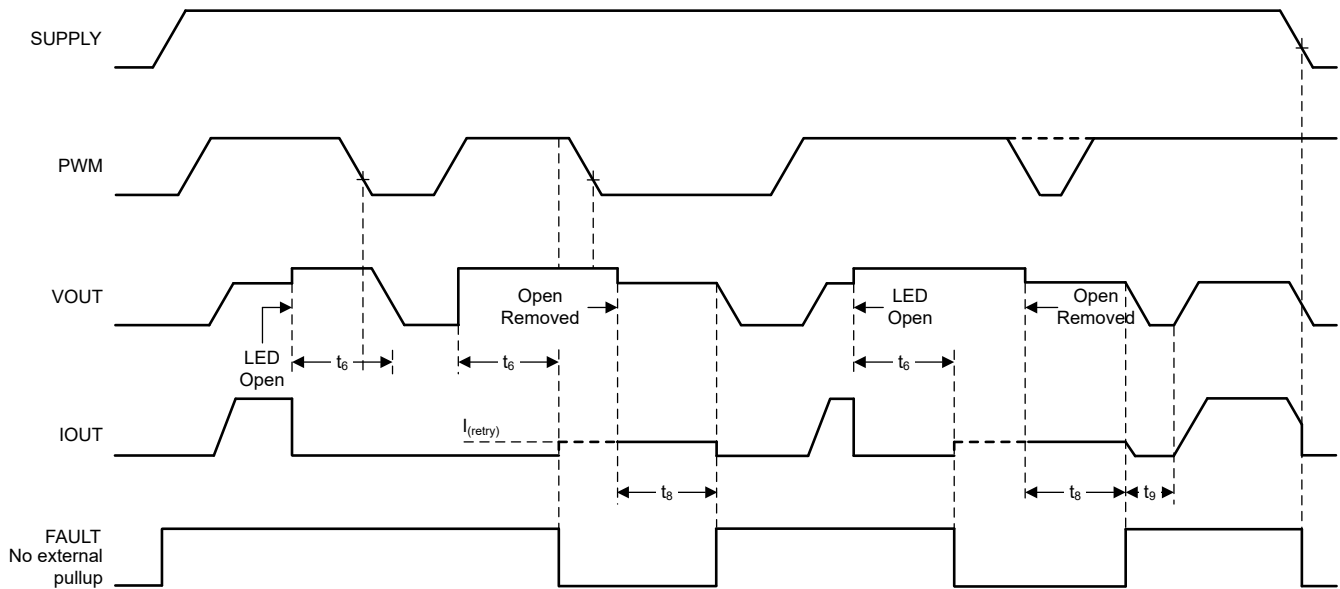 SUPPLY
PWM
VOUT
LED
Open
Open
Removed
LED
Open
Open
Removed
t6
t6
t6
IOUT
I(retry)
t8
t8
t9
FAULT
No external
pullup